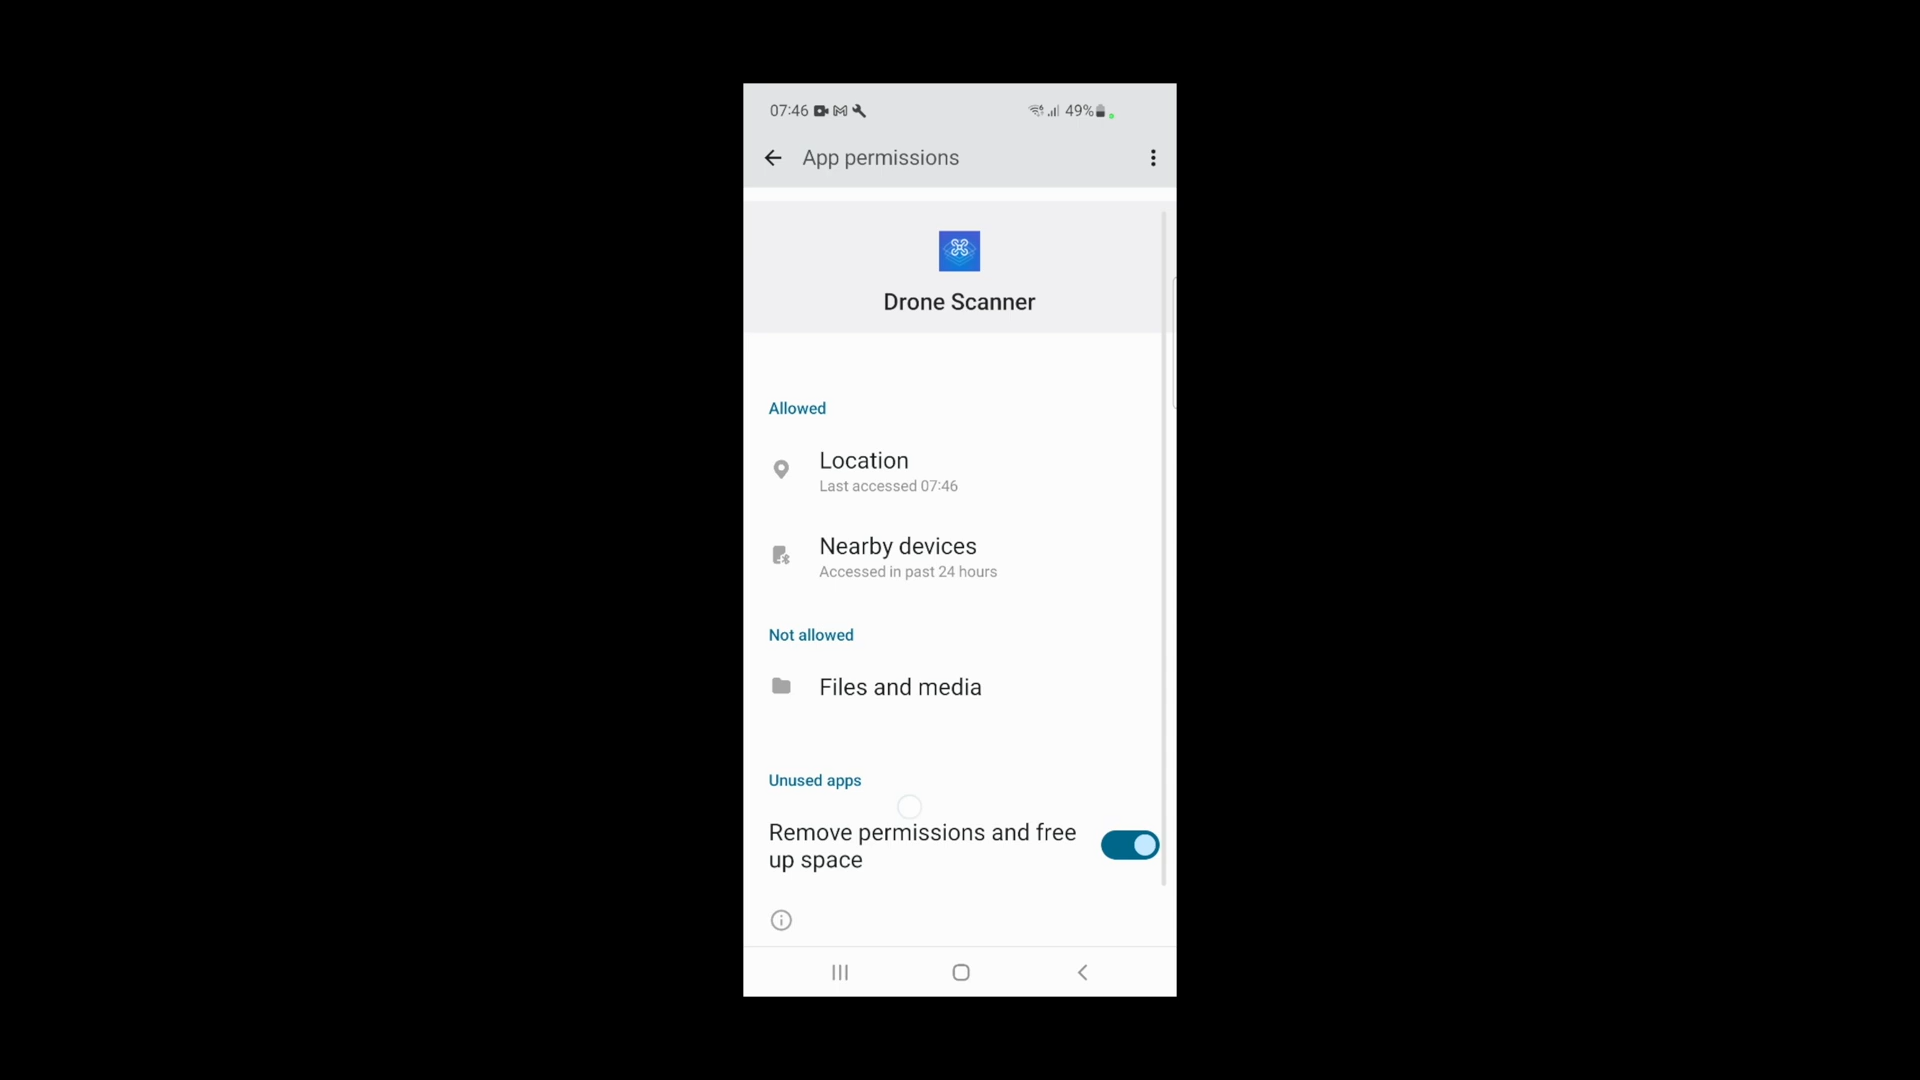 07:46 49%
App permissions
Drone Scanner
Allowed
Location
Last accessed 07:46
Nearby devices
Accessed in past 24 hours
Not allowed
Files and media
Unused apps
Remove permissions and free
up space